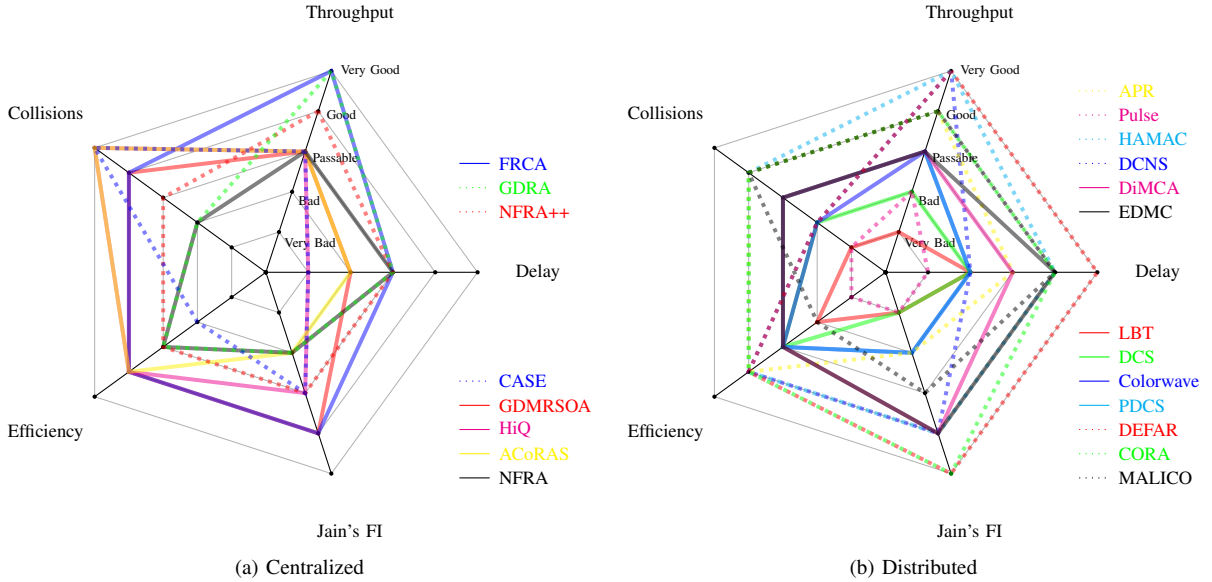 Throughput
Very Good
Collisions
Good
Passable
Bad
Very Bad
Delay
Efficiency
Jain's FI
FRCA
GDRA
NFRA++
CASE
GDMRSOA
HiQ
ACoRAS
NFRA
(a) Centralized
Throughput
Very Good
Collisions
Good
Passable
Bad
Very Bad
Delay
Efficiency
Jain's FI
APR
Pulse
HAMAC
DCNS
DiMCA
EDMC
LBT
DCS
Colorwave
PDCS
DEFAR
CORA
MALICO
(b) Distributed